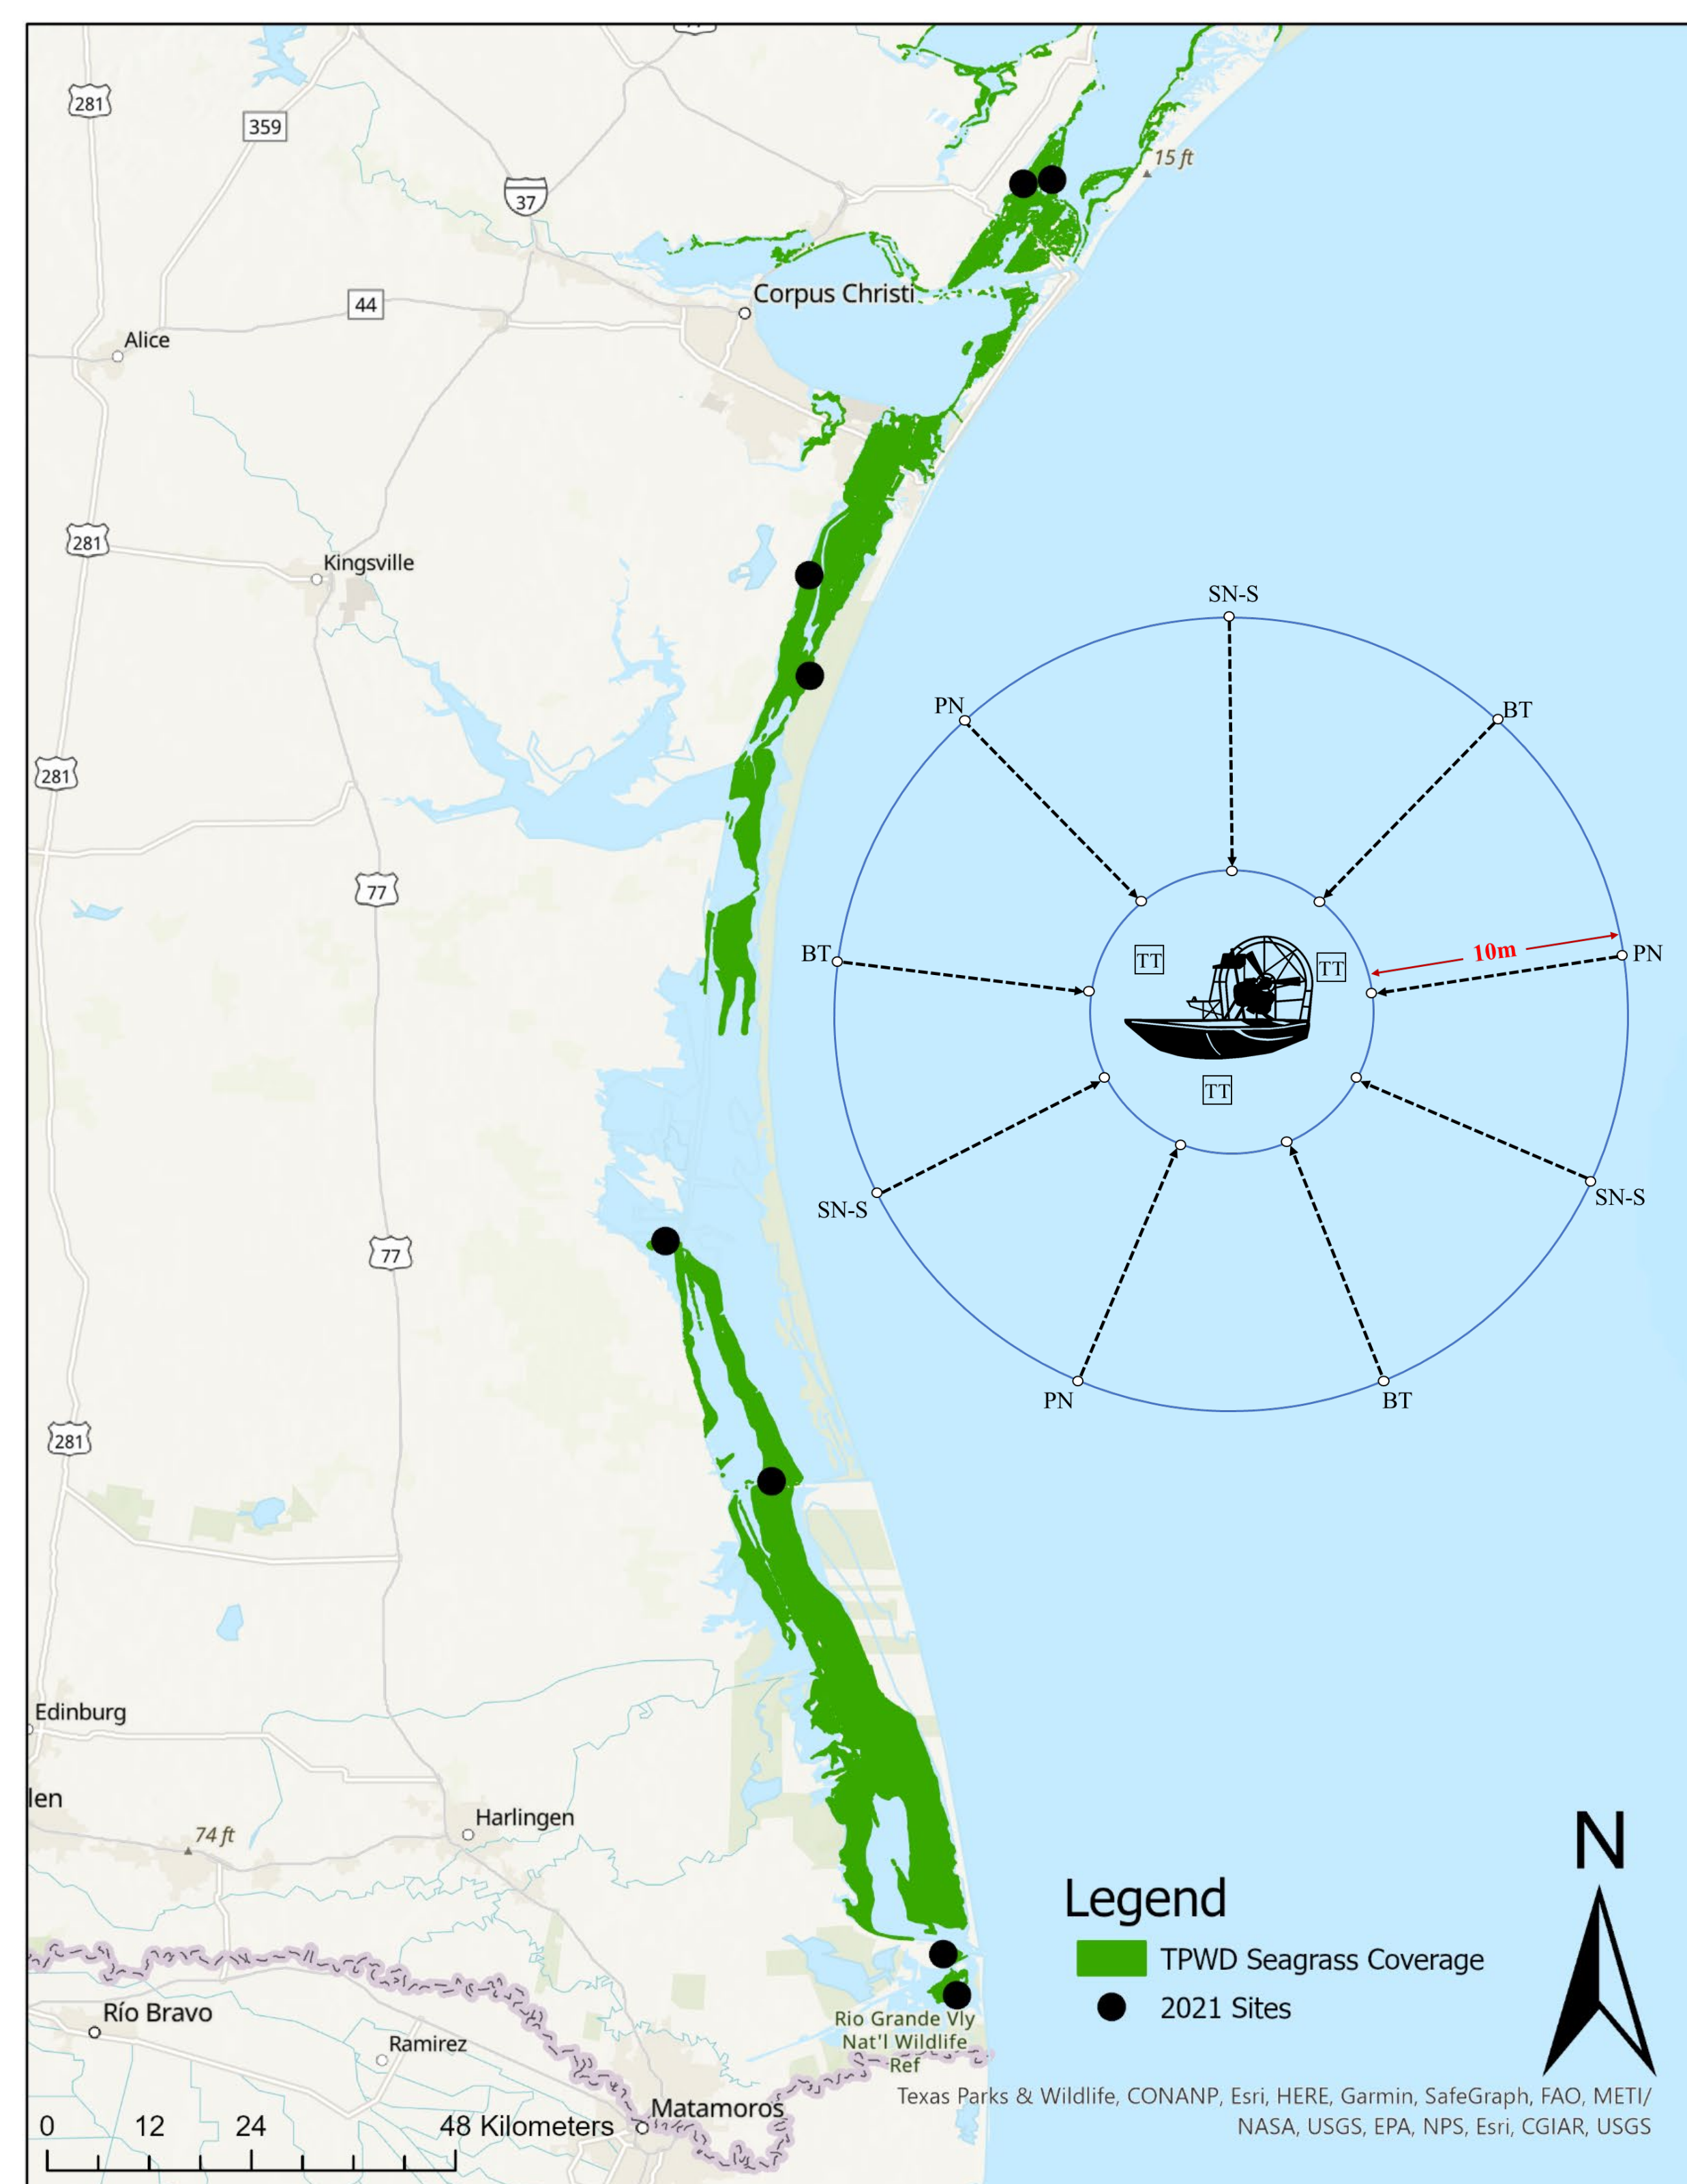 281
359
15 ft
37
Corpus Christi
44
Alice
281
Kingsville
SN-S
PN
BT
281
77
BT
TT
TT
10m
PN
TT
SN-S
SN-S
77
PN
BT
281
Edinburg
len
Harlingen
74 ft
N
Legend
TPWD Seagrass Coverage
2021 Sites
Río Bravo
Rio Grande Vly
Nat'l Wildlife
Ref
Ramirez
Matamoros
Texas Parks & Wildlife, CONANP, Esri, HERE, Garmin, SafeGraph, FAO, METI/
NASA, USGS, EPA, NPS, Esri, CGIAR, USGS
0 12 24 48 Kilometers